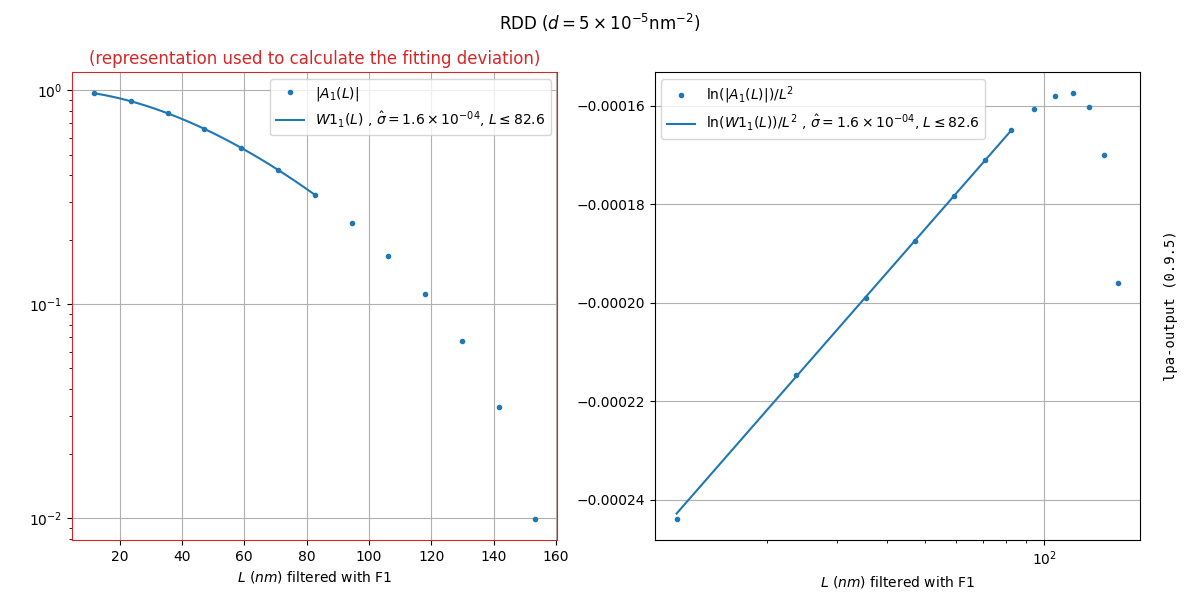 RDD (d = 5 × 10⁻⁵nm⁻²)
(representation used to calculate the fitting deviation)
|A₁(L)|
W1₁(L) , σ̂ = 1.6 × 10⁻⁰⁴, L ≤ 82.6
10⁰
10⁻¹
10⁻²
20 40 60 80 100 120 140 160
L (nm) filtered with F1
ln(|A₁(L)|)/L²
ln(W1₁(L))/L² , σ̂ = 1.6 × 10⁻⁰⁴, L ≤ 82.6
−0.00016
−0.00018
−0.00020
−0.00022
−0.00024
10²
L (nm) filtered with F1
lpa-output (0.9.5)